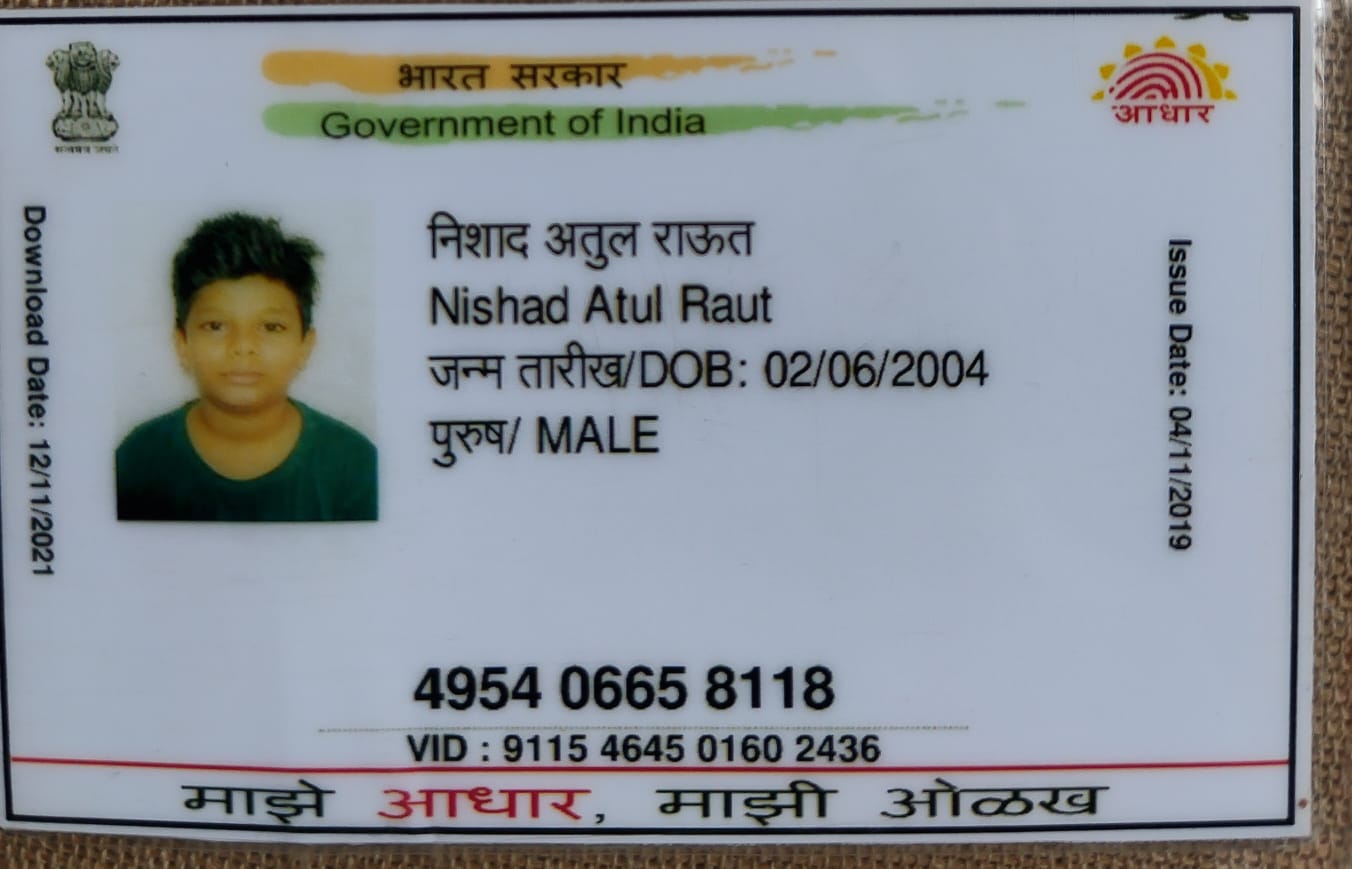 भारत सरकार
Government of India
आधार
Download Date: 12/11/2021
निशाद अतुल राऊत
Nishad Atul Raut
जन्म तारीख/DOB: 02/06/2004
पुरुष/ MALE
Issue Date: 04/11/2019
4954 0665 8118
VID : 9115 4645 0160 2436
माझे आधार, माझी ओळख